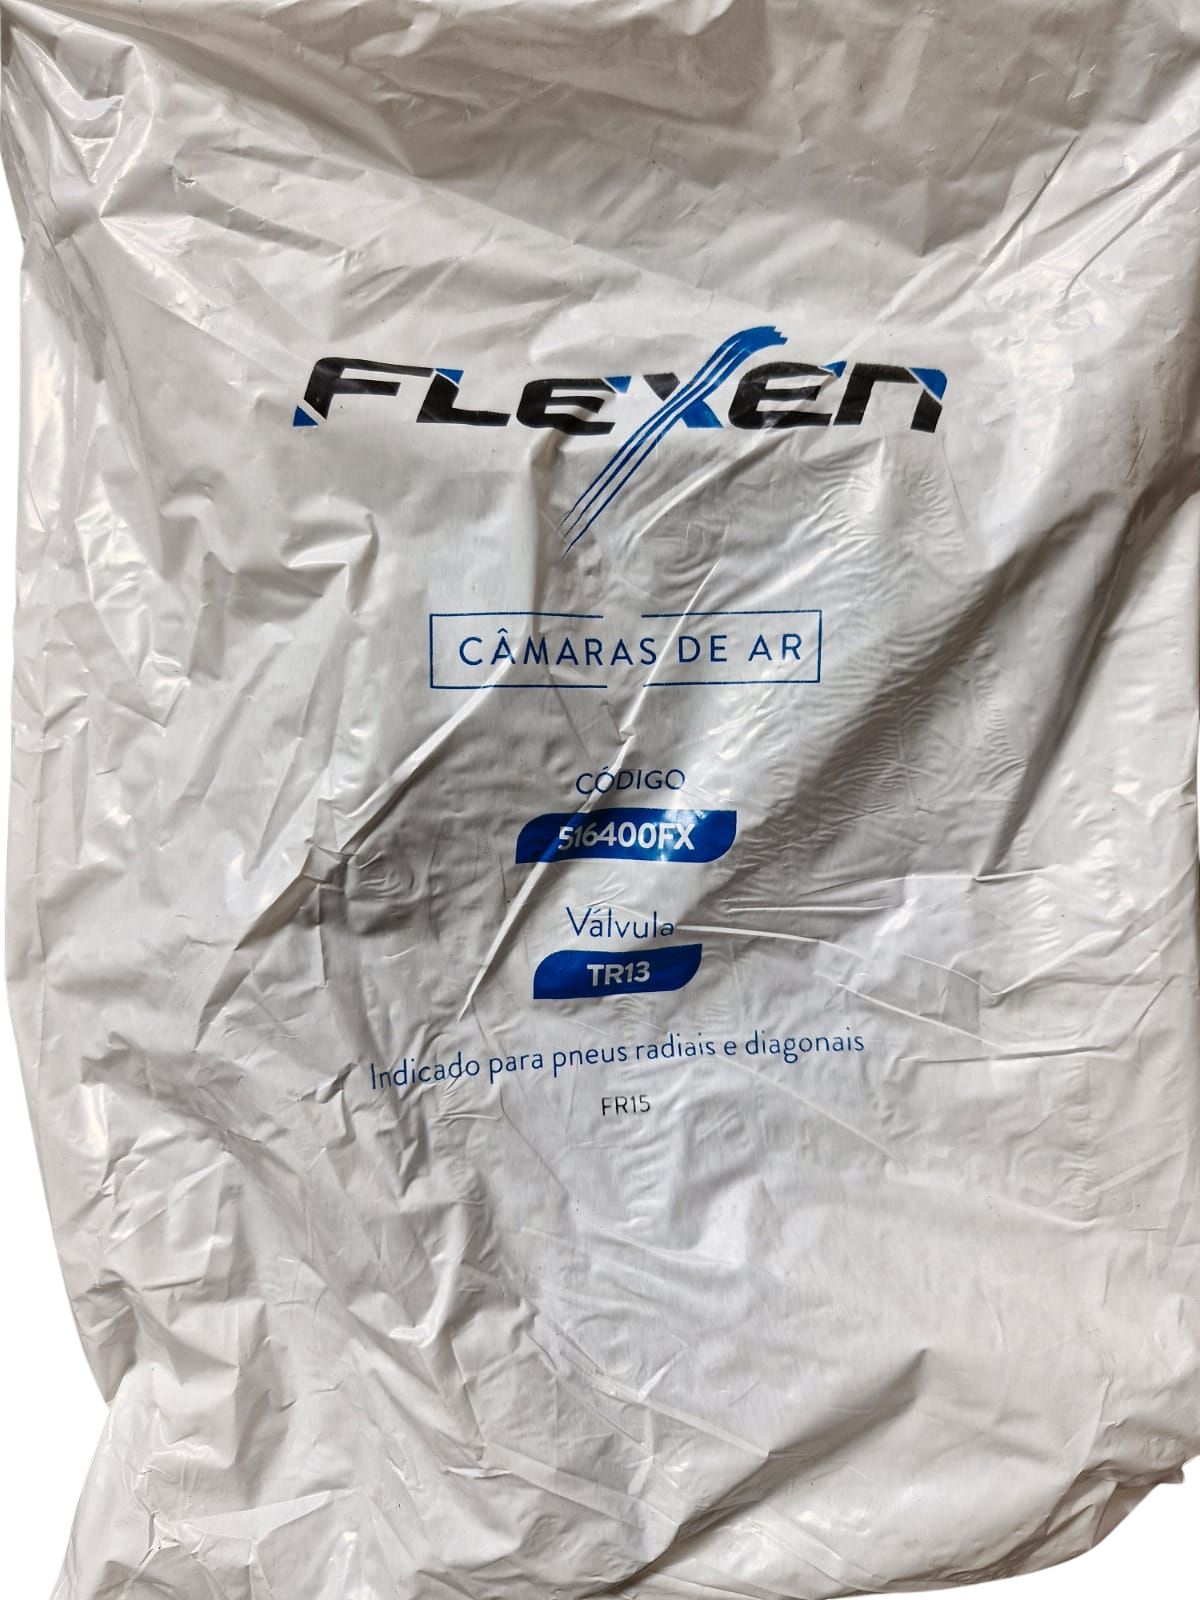 FLEXEN
CÂMARAS DE AR
CÓDIGO
516400FX
Válvula
TR13
Indicado para pneus radiais e diagonais
FR15